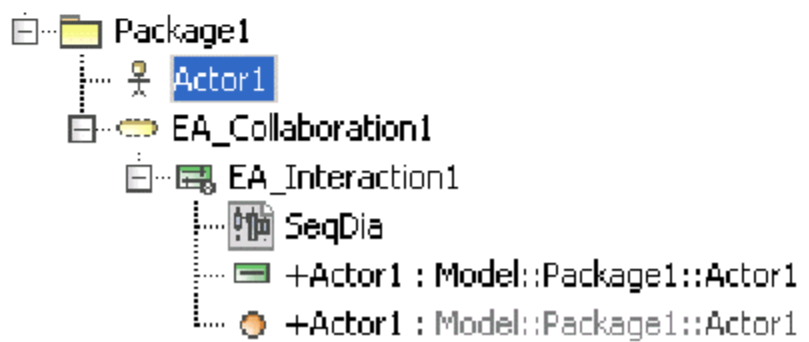 Package1
Actor1
EA_Collaboration1
EA_Interaction1
SeqDia
+Actor1 : Model::Package1::Actor1
+Actor1 : Model::Package1::Actor1